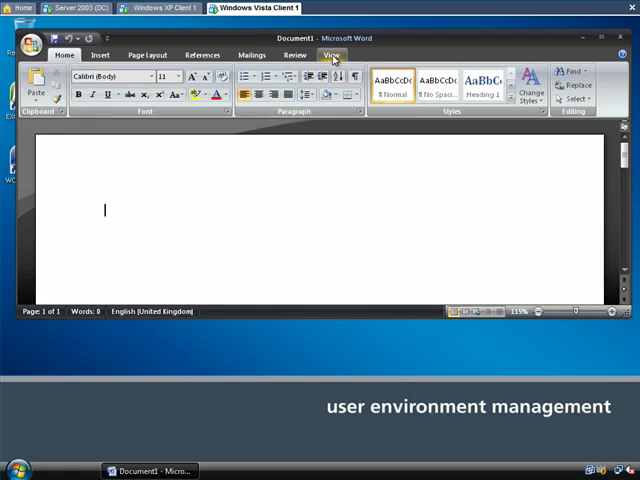 Home Server 2003 (DC) Windows XP Client 1 Windows Vista Client 1
Document1 - Microsoft Word
Home Insert Page Layout References Mailings Review View
Calibri (Body) 11
Paste
AaBbCcDc AaBbCcDc AaBbC
¶ Normal ¶ No Spaci... Heading 1
Change
Styles
Find
Replace
Select
Clipboard Font Paragraph Styles Editing
Page: 1 of 1 Words: 0 English (United Kingdom) 115%
user environment management
Document1 - Micro...